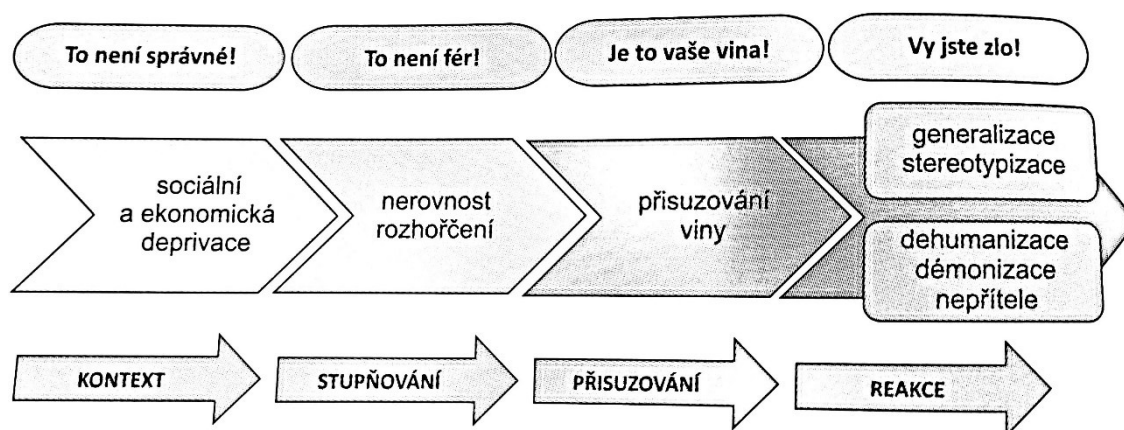 To není správné!
To není fér!
Je to vaše vina!
Vy jste zlo!
sociální
a ekonomická
deprivace
nerovnost
rozhořčení
přisuzování
viny
generalizace
stereotypizace
dehumanizace
démonizace
nepřítele
KONTEXT
STUPŇOVÁNÍ
PŘISUZOVÁNÍ
REAKCE